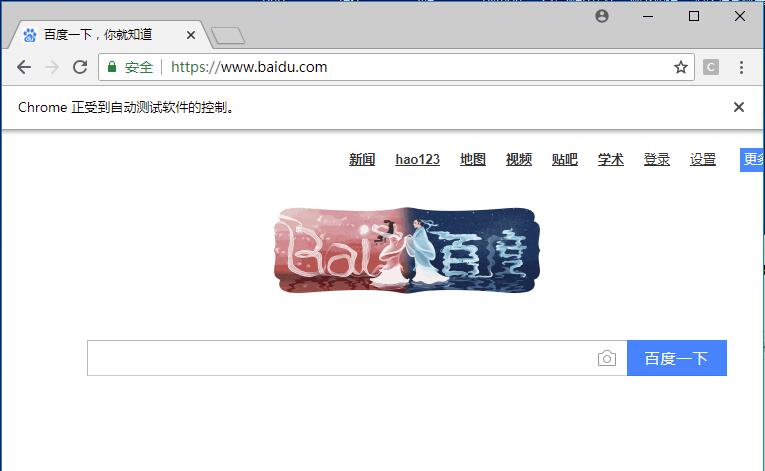 百度一下，你就知道
安全 https://www.baidu.com
C
Chrome 正受到自动测试软件的控制。
新闻 hao123 地图 视频 贴吧 学术 登录 设置 更多
Bai 百度
百度一下